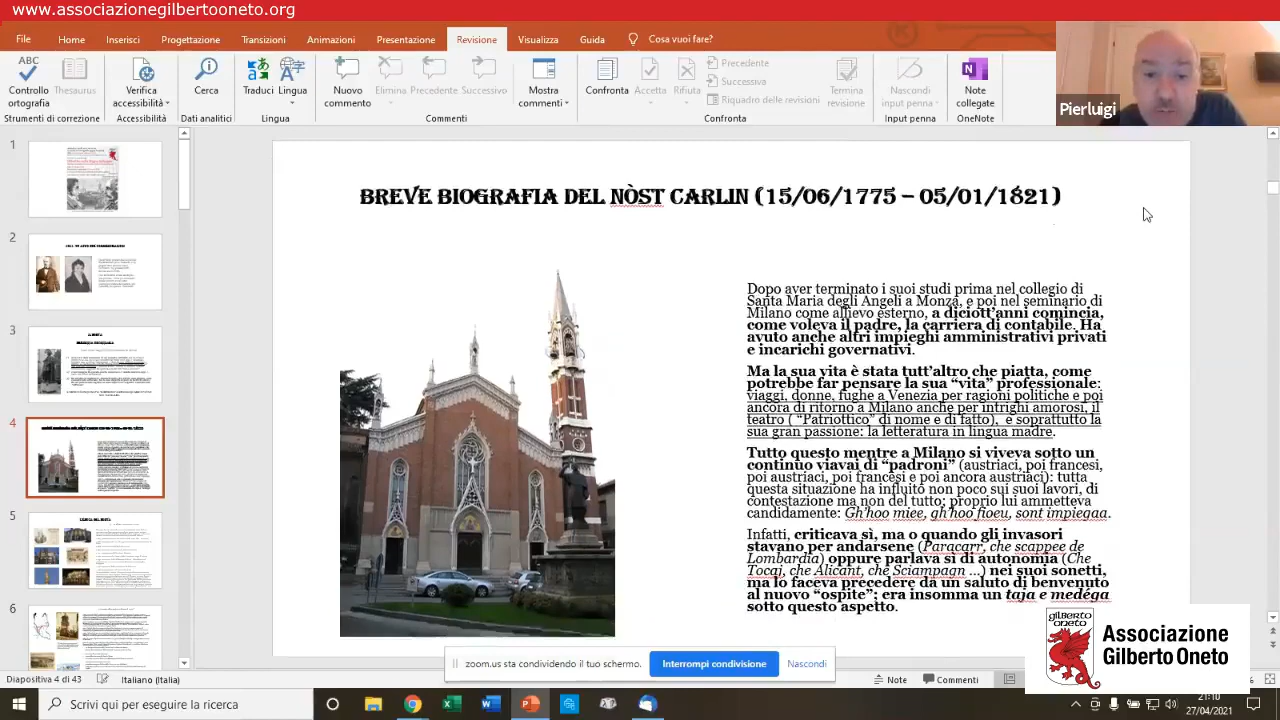 www.associazionegilbertooneto.org
File Home Inserisci Progettazione Transizioni Animazioni Presentazione Revisione Visualizza Guida Cosa vuoi fare?
ABC
Controllo ortografia
Thesaurus
Verifica accessibilità
Cerca
Traduci
Lingua
Nuovo commento
Elimina
Precedente
Successivo
Mostra commenti
Confronta
Accetta
Rifiuta
Precedente
Successiva
Riquadro delle revisioni
Termina revisione
Nascondi input penna
Note collegate
Strumenti di correzione Accessibilità Dati analitici Lingua Commenti Confronta Input penna OneNote
Pierluigi
1
2
3
4
5
6
BREVE BIOGRAFIA DEL NÒST CARLIN (15/06/1775 – 05/01/1821)
Dopo aver terminato i suoi studi prima nel collegio di
Santa Maria degli Angeli a Monza, e poi nel seminario di
Milano come allievo esterno, a diciott'anni comincia,
come voleva il padre, la carriera di contabile. Ha
avuto anche altri impieghi amministrativi privati
e incarichi governativi.
Ma la sua vita è stata tutt'altro che piatta, come
potrebbe far pensare la sua “vita” professionale:
viaggi, donne, fughe a Venezia per ragioni politiche e poi
ancora di ritorno a Milano anche per intrighi amorosi, il
teatro ( “Patriottico” di nome e di fatto), e soprattutto la
sua gran passione: la letteratura in lingua madre.
Tutto questo mentre a Milano si viveva sotto un
continuo vavai di “padroni” (austriaci, poi francesi,
poi austriaci, poi francesi e poi ancora austriaci): tutta
questa situazione ha influito non poco sui suoi lavori, di
contestazione ma non del tutto; proprio lui ammetteva
candidamente: Gh'hoo miee, gh'hoo fioeu, sont impiegaa.
Infatti, criticava sì, ma o quando gli invasori
stavano per andarsene (Paracar che scappee de
Lombardia) oppure parlava sì di autonomia (Che
Tocaj, che Alicant, che Sciampagn ...) nei suoi sonetti,
ma lo faceva precedere da un saluto di benvenuto
al nuovo “ospite”; era insomma un taja e medéga
sotto questo aspetto.
zoom.us sta condividendo il tuo schermo. Interrompi condivisione Nascondi
gilberto oneto
Associazione
Gilberto Oneto
Diapositiva 4 di 43 Italiano (Italia) Note Commenti
Scrivi qui per eseguire la ricerca
21:10
27/04/2021